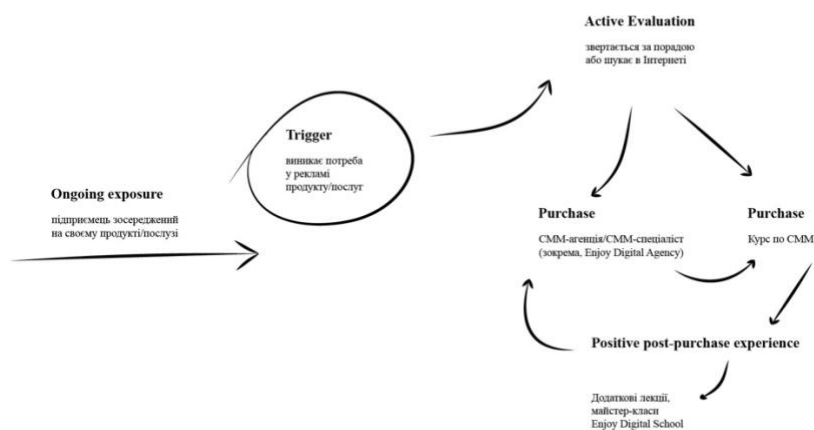 Ongoing exposure
підприємець зосереджений
на своєму продукті/послузі
Trigger
виникає потреба
у рекламі
продукту/послуг
Active Evaluation
звертається за порадою
або шукає в Інтернеті
Purchase
СММ-агенція/СММ-спеціаліст
(зокрема, Enjoy Digital Agency)
Purchase
Курс по СММ
Positive post-purchase experience
Додаткові лекції,
майстер-класи
Enjoy Digital School